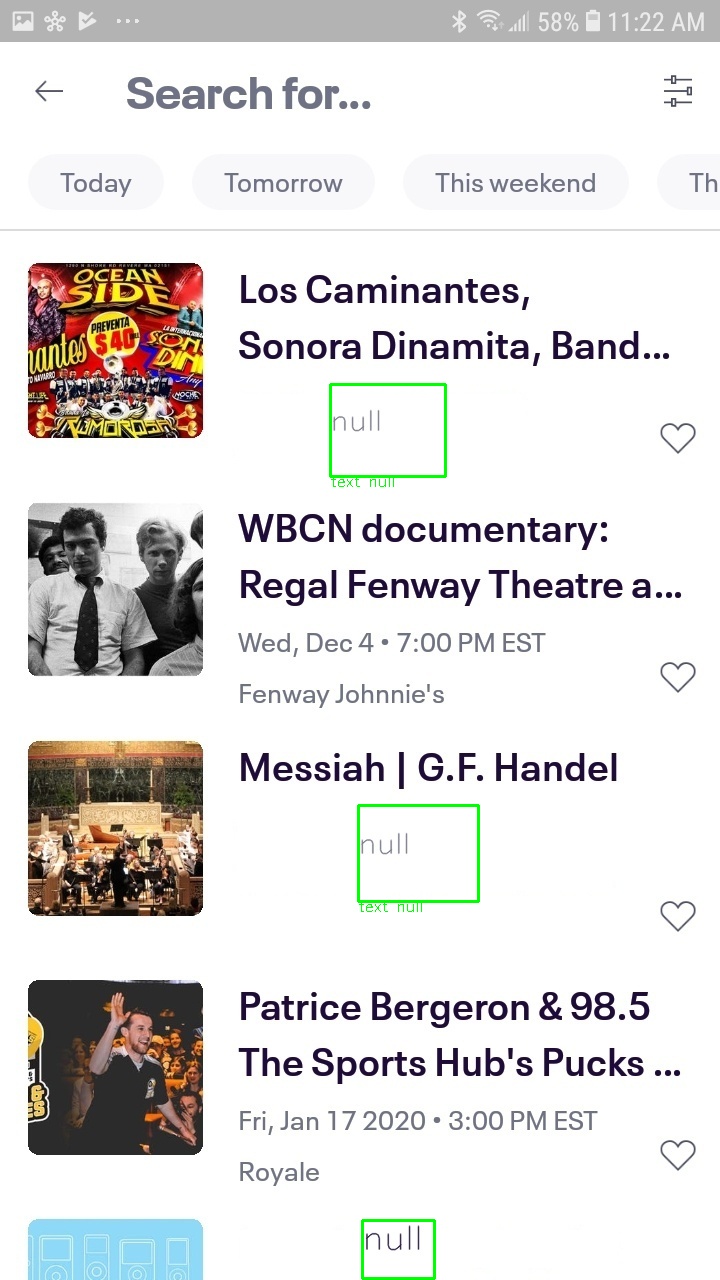 58% 11:22 AM
Search for...
Today
Tomorrow
This weekend
Th
OCEAN
SIDE
PREVENTA
$40
Los Caminantes,
Sonora Dinamita, Band...
null
text null
WBCN documentary:
Regal Fenway Theatre a...
Wed, Dec 4 • 7:00 PM EST
Fenway Johnnie's
Messiah | G.F. Handel
null
text null
Patrice Bergeron & 98.5
The Sports Hub's Pucks ...
Fri, Jan 17 2020 • 3:00 PM EST
Royale
null